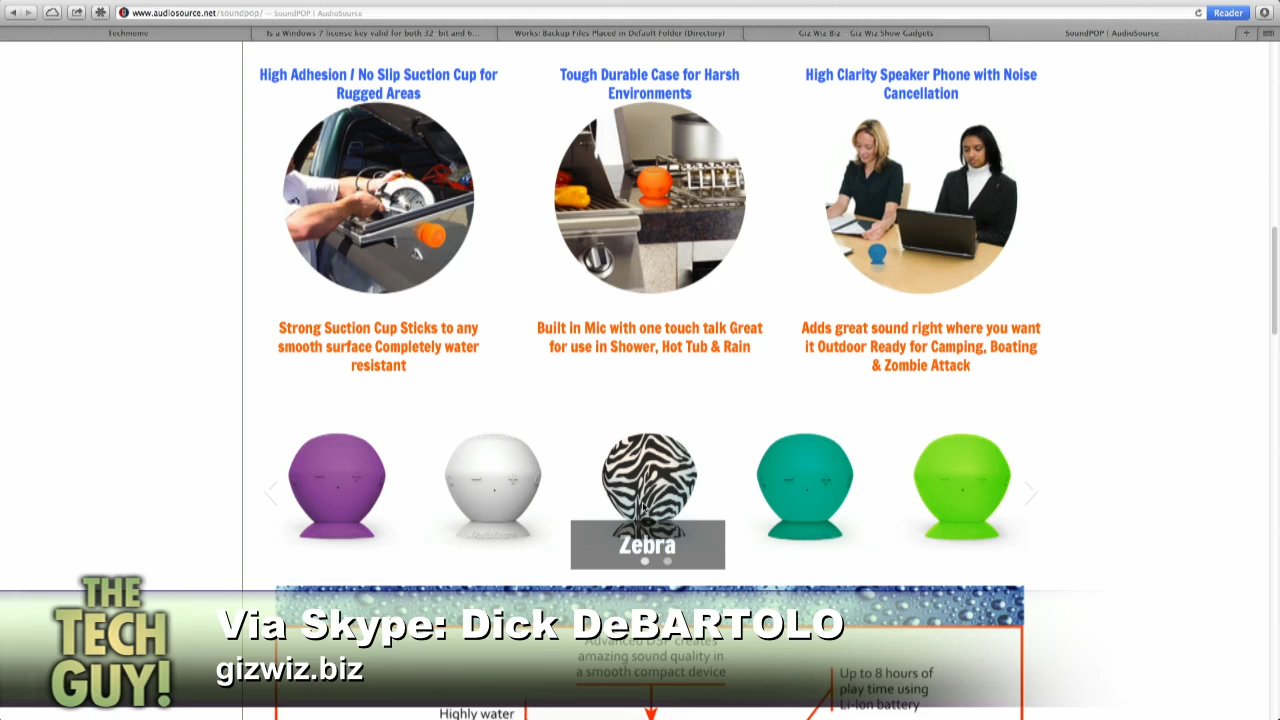 www.audiosource.net/soundpop/ — SoundPOP | AudioSource
Reader
Techmeme
Is a Windows 7 license key valid for both 32-bit and 6...
Works: Backup Files Placed in Default Folder (Directory)
Giz Wiz Biz - Giz Wiz Show Gadgets
SoundPOP | AudioSource
High Adhesion / No Slip Suction Cup for
Rugged Areas
Tough Durable Case for Harsh
Environments
High Clarity Speaker Phone with Noise
Cancellation
Strong Suction Cup Sticks to any
smooth surface Completely water
resistant
Built in Mic with one touch talk Great
for use in Shower, Hot Tub & Rain
Adds great sound right where you want
it Outdoor Ready for Camping, Boating
& Zombie Attack
Zebra
THE
TECH
GUY!
Via Skype: Dick DeBARTOLO
gizwiz.biz
Advanced DSP creates
amazing sound quality in
a smooth compact device
Up to 8 hours of
play time using
Li-Ion battery
Highly water